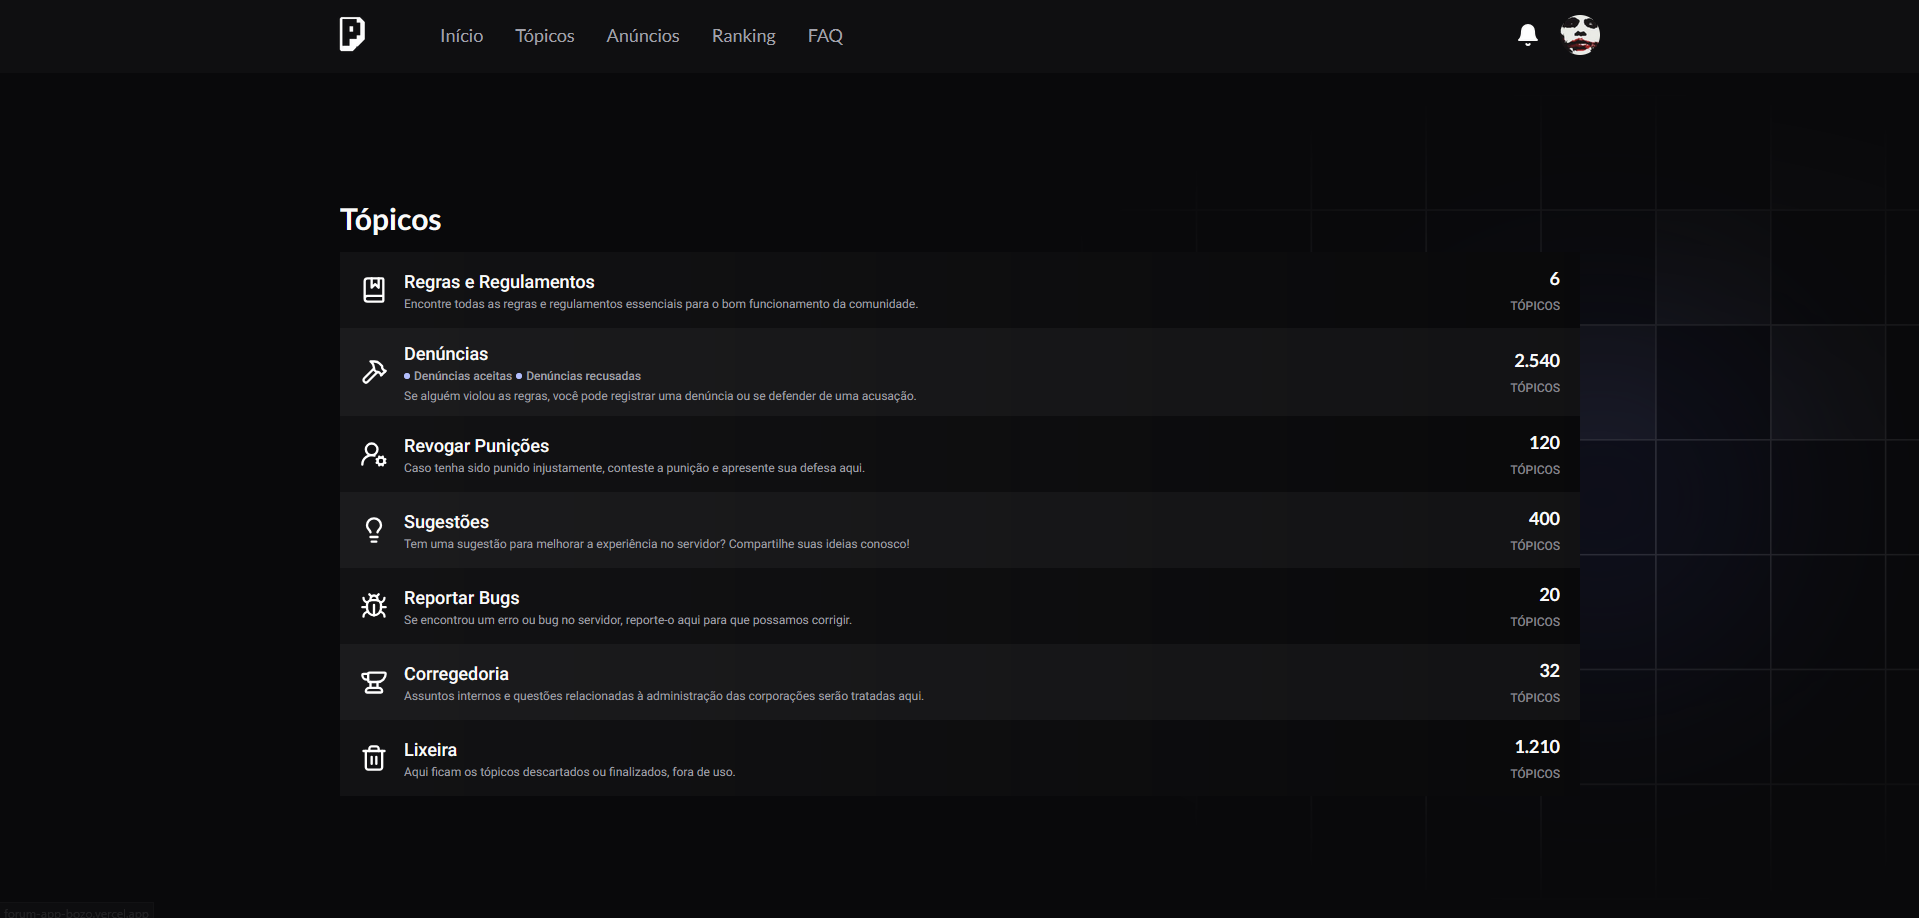 P
Início Tópicos Anúncios Ranking FAQ
Tópicos
Regras e Regulamentos
Encontre todas as regras e regulamentos essenciais para o bom funcionamento da comunidade.
6
TÓPICOS
Denúncias
Denúncias aceitas Denúncias recusadas
Se alguém violou as regras, você pode registrar uma denúncia ou se defender de uma acusação.
2.540
TÓPICOS
Revogar Punições
Caso tenha sido punido injustamente, conteste a punição e apresente sua defesa aqui.
120
TÓPICOS
Sugestões
Tem uma sugestão para melhorar a experiência no servidor? Compartilhe suas ideias conosco!
400
TÓPICOS
Reportar Bugs
Se encontrou um erro ou bug no servidor, reporte-o aqui para que possamos corrigir.
20
TÓPICOS
Corregedoria
Assuntos internos e questões relacionadas à administração das corporações serão tratadas aqui.
32
TÓPICOS
Lixeira
Aqui ficam os tópicos descartados ou finalizados, fora de uso.
1.210
TÓPICOS
forum-app-bozo.vercel.app